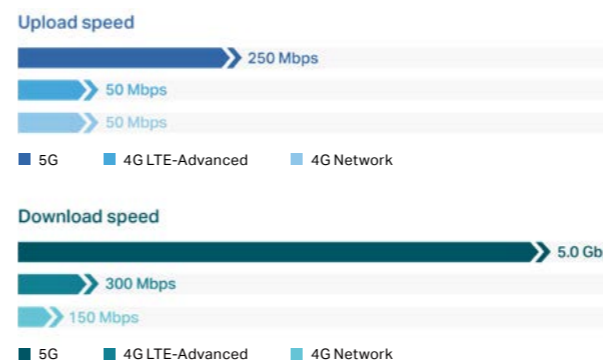 Upload speed
250 Mbps
50 Mbps
50 Mbps
5G 4G LTE-Advanced 4G Network
Download speed
5.0 Gb
300 Mbps
150 Mbps
5G 4G LTE-Advanced 4G Network